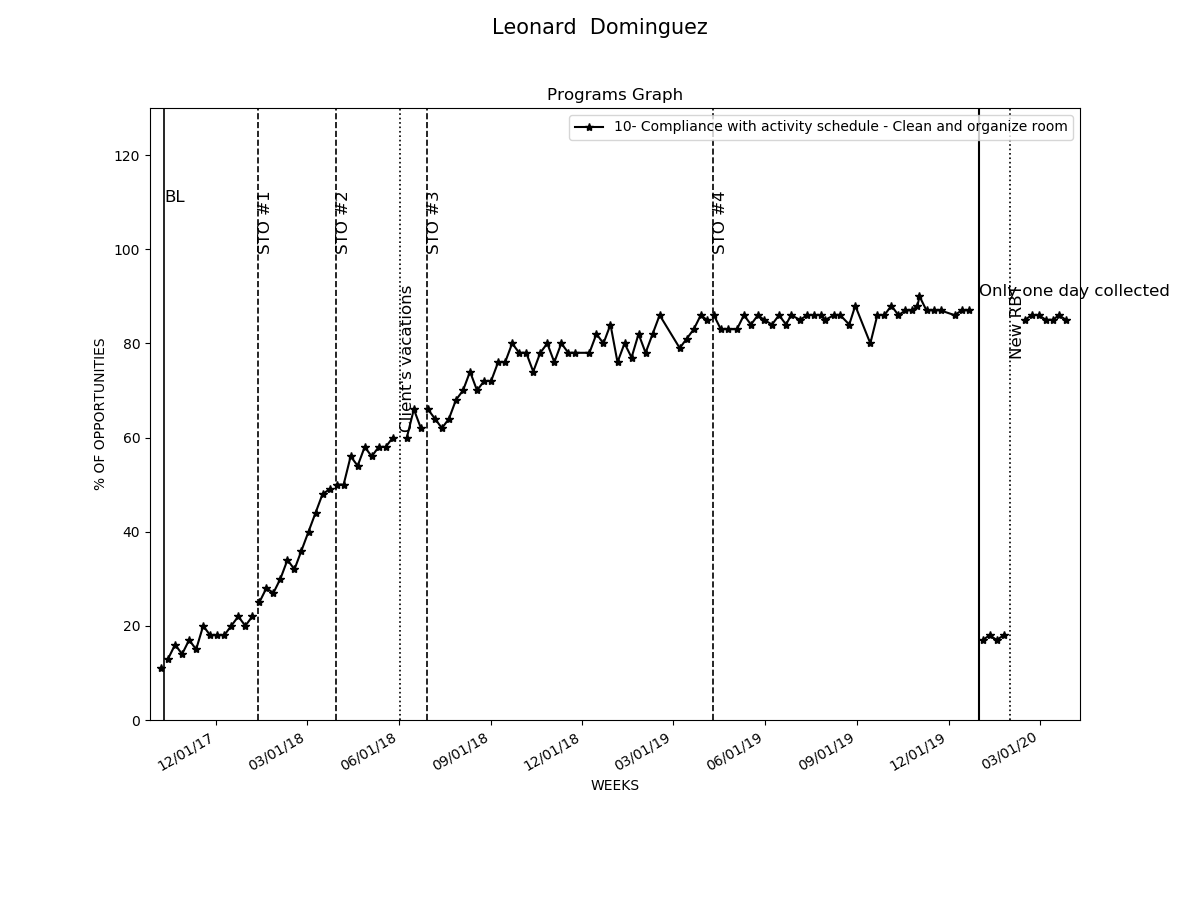 Leonard  Dominguez
Programs Graph
10- Compliance with activity schedule - Clean and organize room
120
100
80
60
40
20
0
% OF OPPORTUNITIES
BL
STO #1
STO #2
Client's vacations
STO #3
STO #4
Only one day collected
New RBT
12/01/17
03/01/18
06/01/18
09/01/18
12/01/18
03/01/19
06/01/19
09/01/19
12/01/19
03/01/20
WEEKS